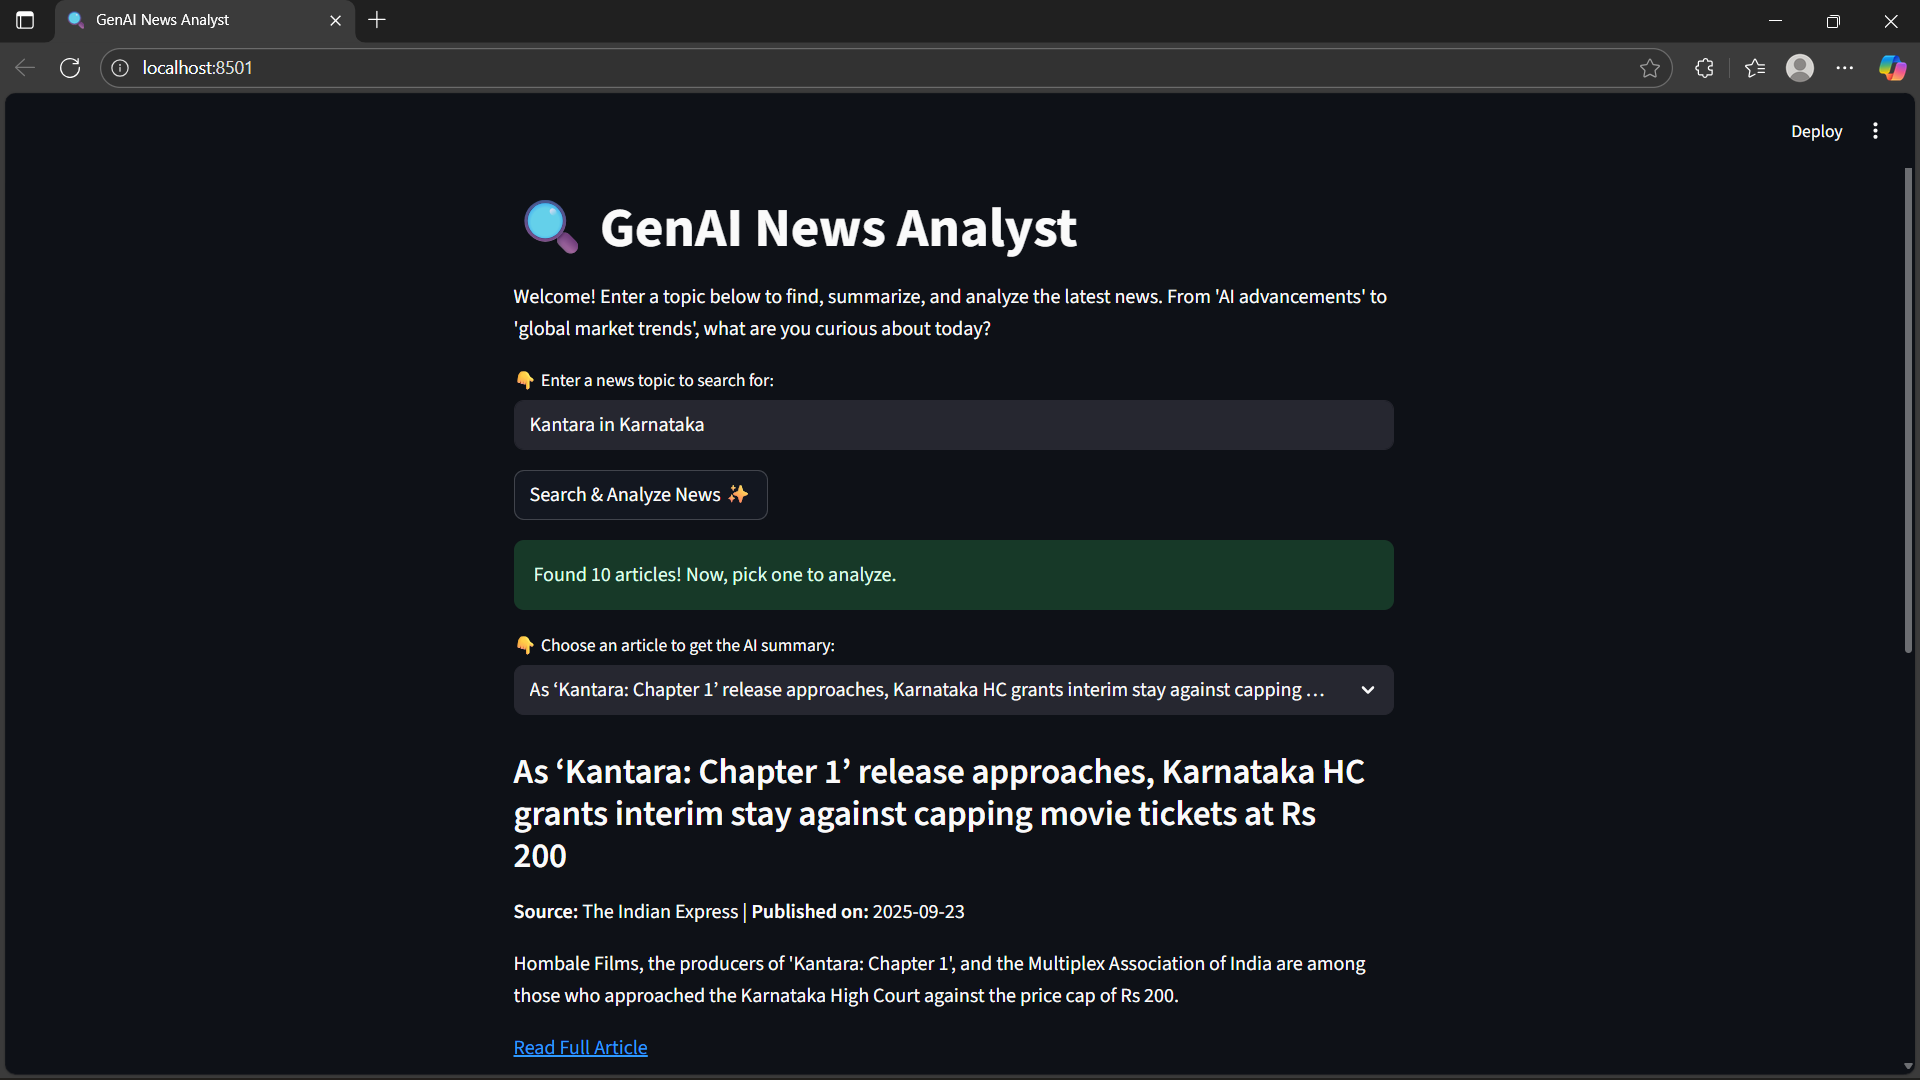 GenAI News Analyst
localhost:8501
Deploy
GenAI News Analyst
Welcome! Enter a topic below to find, summarize, and analyze the latest news. From 'AI advancements' to
'global market trends', what are you curious about today?
👇 Enter a news topic to search for:
Kantara in Karnataka
Search & Analyze News ✨
Found 10 articles! Now, pick one to analyze.
👇 Choose an article to get the AI summary:
As ‘Kantara: Chapter 1’ release approaches, Karnataka HC grants interim stay against capping ...
As ‘Kantara: Chapter 1’ release approaches, Karnataka HC
grants interim stay against capping movie tickets at Rs
200
Source: The Indian Express | Published on: 2025-09-23
Hombale Films, the producers of 'Kantara: Chapter 1', and the Multiplex Association of India are among
those who approached the Karnataka High Court against the price cap of Rs 200.
Read Full Article